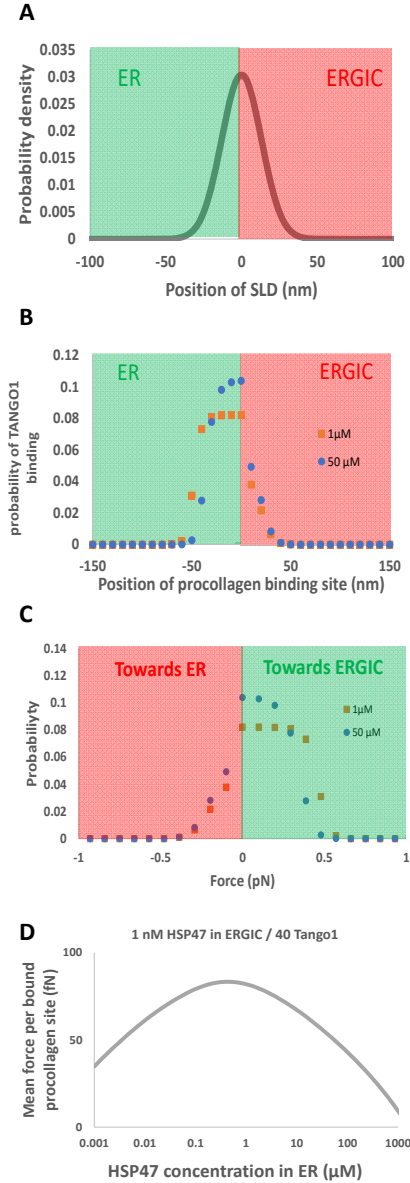 A
Probability density
0.035
0.03
0.025
0.02
0.015
0.01
0.005
0
ER
ERGIC
-100
-50
0
50
100
Position of SLD (nm)
B
probability of TANGO1
binding
0.12
0.1
0.08
0.06
0.04
0.02
0
ER
ERGIC
1µM
50 µM
-150
-50
50
150
Position of procollagen binding site (nm)
C
Probabiliyty
0.14
0.12
0.1
0.08
0.06
0.04
0.02
0
Towards ER
Towards ERGIC
1µM
50 µM
-1
-0.5
0
0.5
1
Force (pN)
D
1 nM HSP47 in ERGIC / 40 Tango1
Mean force per bound
procollagen site (fN)
100
50
0
0.001
0.01
0.1
1
10
100
1000
HSP47 concentration in ER (µM)